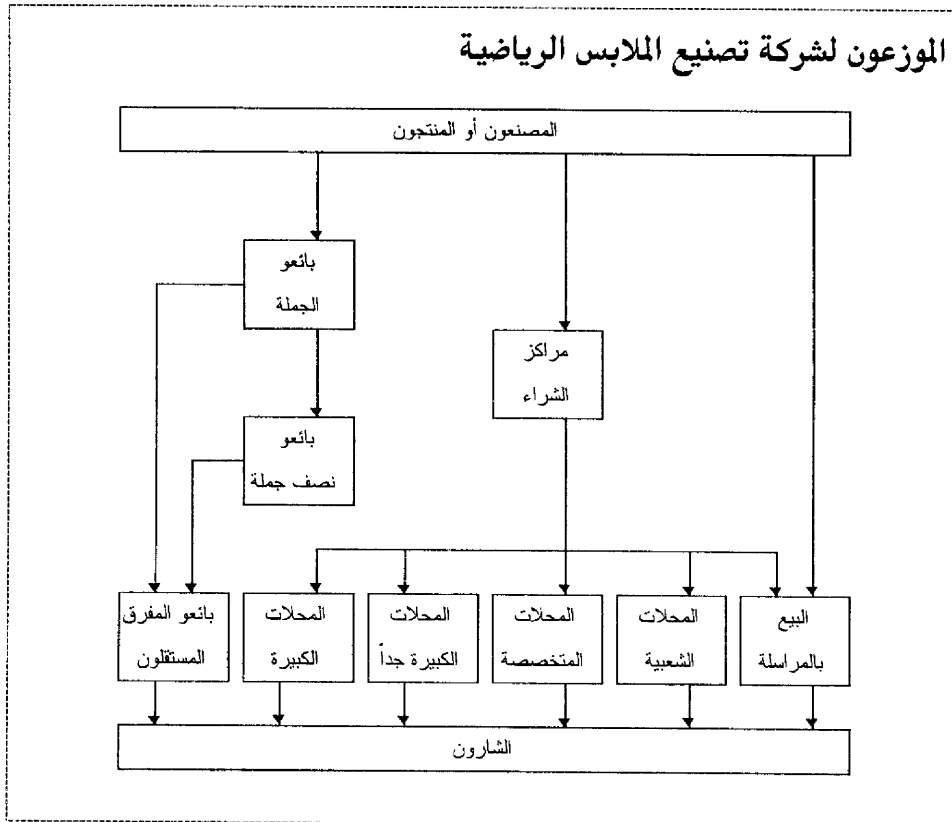 الموزعون لشركة تصنيع الملابس الرياضية
المصنعون أو المنتجون
بائعو
الجملة
مراكز
الشراء
بائعو
نصف جملة
البيع
بالمراسلة
المحلات
الشعبية
المحلات
المتخصصة
المحلات
الكبيرة جداً
المحلات
الكبيرة
بائعو المفرق
المستقلون
الشارون